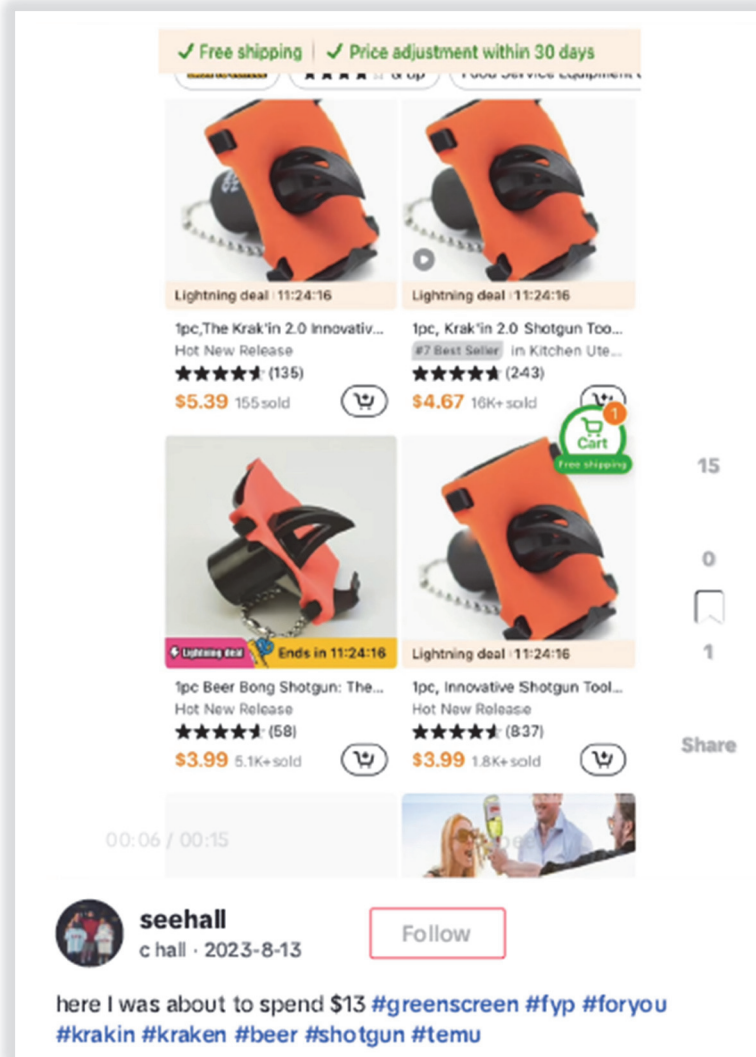 ✓ Free shipping | ✓ Price adjustment within 30 days
& up
Lightning deal 11:24:16
Lightning deal 11:24:16
1pc,The Krak'in 2.0 Innovativ...
1pc, Krak'in 2.0 Shotgun Too...
Hot New Release
#7 Best Seller in Kitchen Ute...
(135)
(243)
$5.39 155 sold
$4.67 16K+ sold
1
Cart
Free shipping
Lightning deal Ends in 11:24:16
Lightning deal 11:24:16
1pc Beer Bong Shotgun: The...
1pc, Innovative Shotgun Tool...
Hot New Release
Hot New Release
(58)
(837)
$3.99 5.1K+ sold
$3.99 1.8K+ sold
15
0
1
Share
00:06 / 00:15
seehall
c hall · 2023-8-13
Follow
here I was about to spend $13 #greenscreen #fyp #foryou
#krakin #kraken #beer #shotgun #temu